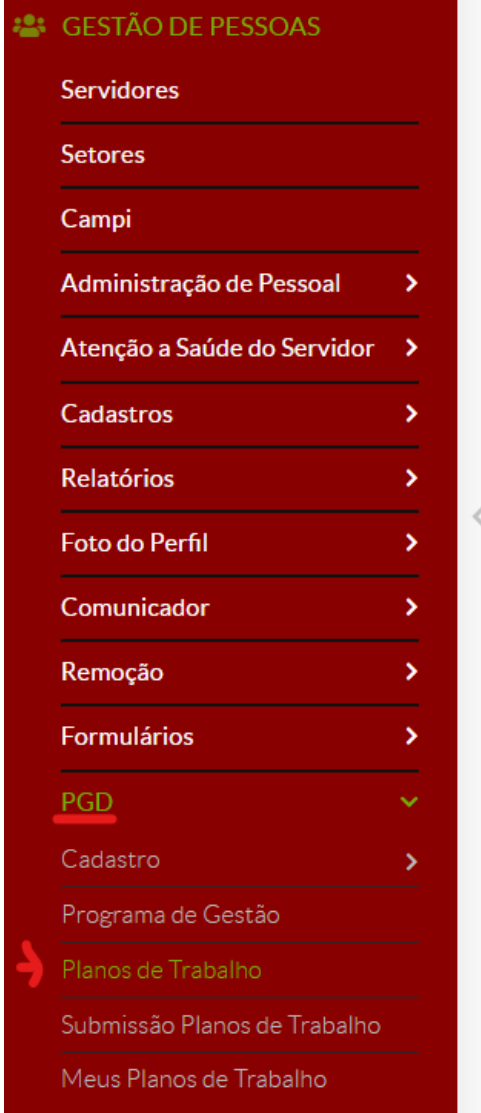 GESTÃO DE PESSOAS
Servidores
Setores
Campi
Administração de Pessoal
Atenção a Saúde do Servidor
Cadastros
Relatórios
Foto do Perfil
Comunicador
Remoção
Formulários
PGD
Cadastro
Programa de Gestão
Planos de Trabalho
Submissão Planos de Trabalho
Meus Planos de Trabalho